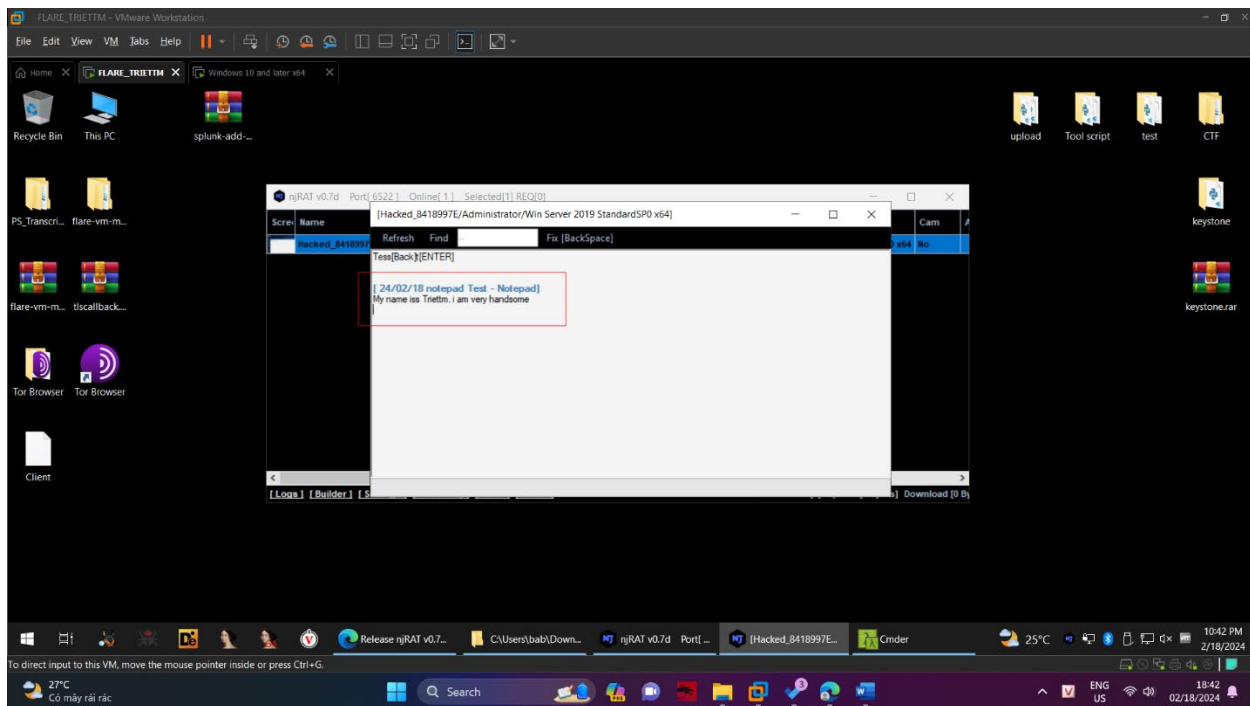 FLARE_TRIETTM - VMware Workstation
File Edit View VM Tabs Help
Home FLARE_TRIETTM Windows 10 and later x64
Recycle Bin This PC splunk-add-... upload Tool script test CTF
njRAT v0.7d Port[ 6522 ] Online[ 1 ] Selected[1] REQ[0]
[Hacked_8418997E/Administrator/Win Server 2019 StandardSP0 x64]
Name Cam
Refresh Find Fix [BackSpace]
Hacked_841899 x64 No
PS_Transcri... flare-vm-m... keystone
Tess[Back]t[ENTER]
[ 24/02/18 notepad Test - Notepad]
My name iss Triettm. i am very handsome
flare-vm-m... tlscallback... keystone.rar
Tor Browser Tor Browser
Client
[Logs] [Builder] Download [0 By
Release njRAT v0.7... C:\Users\bab\Down... njRAT v0.7d Port[ ... [Hacked_8418997E... Cmder 25°C 10:42 PM
2/18/2024
To direct input to this VM, move the mouse pointer inside or press Ctrl+G.
27°C Search ENG 18:42
Có mây rải rác US 02/18/2024